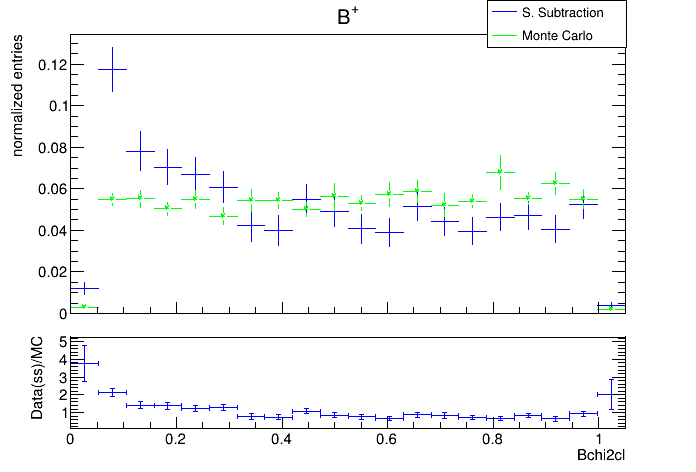 B+
S. Subtraction
Monte Carlo
normalized entries
0.12
0.1
0.08
0.06
0.04
0.02
0
Data(ss)/MC
5
4
3
2
1
0 0.2 0.4 0.6 0.8 1
Bchi2cl